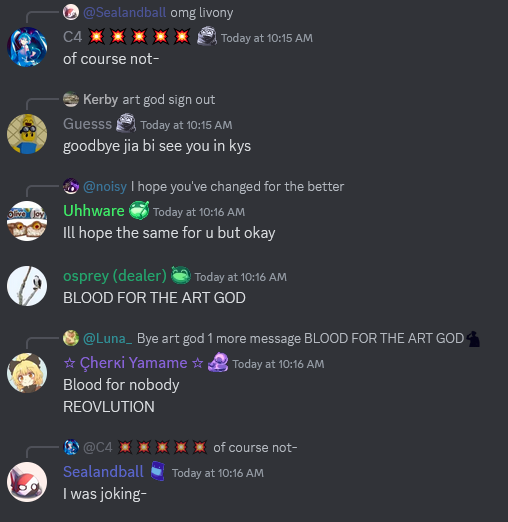 @Sealandball omg livony
C4 💥 💥 💥 💥 💥 Today at 10:15 AM
of course not-
Kerby art god sign out
Guesss Today at 10:15 AM
goodbye jia bi see you in kys
@noisy I hope you've changed for the better
Uhhware Today at 10:16 AM
Ill hope the same for u but okay
osprey (dealer) Today at 10:16 AM
BLOOD FOR THE ART GOD
@Luna_ Bye art god 1 more message BLOOD FOR THE ART GOD
☆ Çherki Yamame ☆ Today at 10:16 AM
Blood for nobody
REOVLUTION
@C4 💥 💥 💥 💥 💥 of course not-
Sealandball Today at 10:16 AM
I was joking-